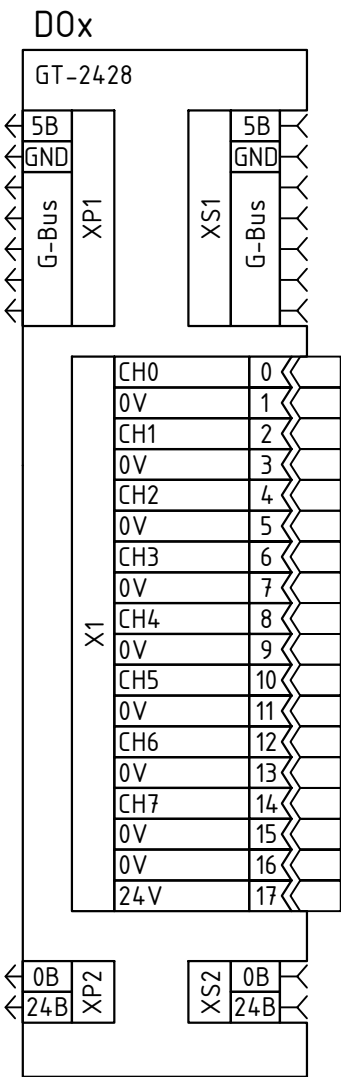 DOx
GT-2428
5В 5В
GND GND
G-Bus XP1 XS1 G-Bus
X1
CH0 0
0V 1
CH1 2
0V 3
CH2 4
0V 5
CH3 6
0V 7
CH4 8
0V 9
CH5 10
0V 11
CH6 12
0V 13
CH7 14
0V 15
0V 16
24V 17
0В XP2 XS2 0В
24В 24В